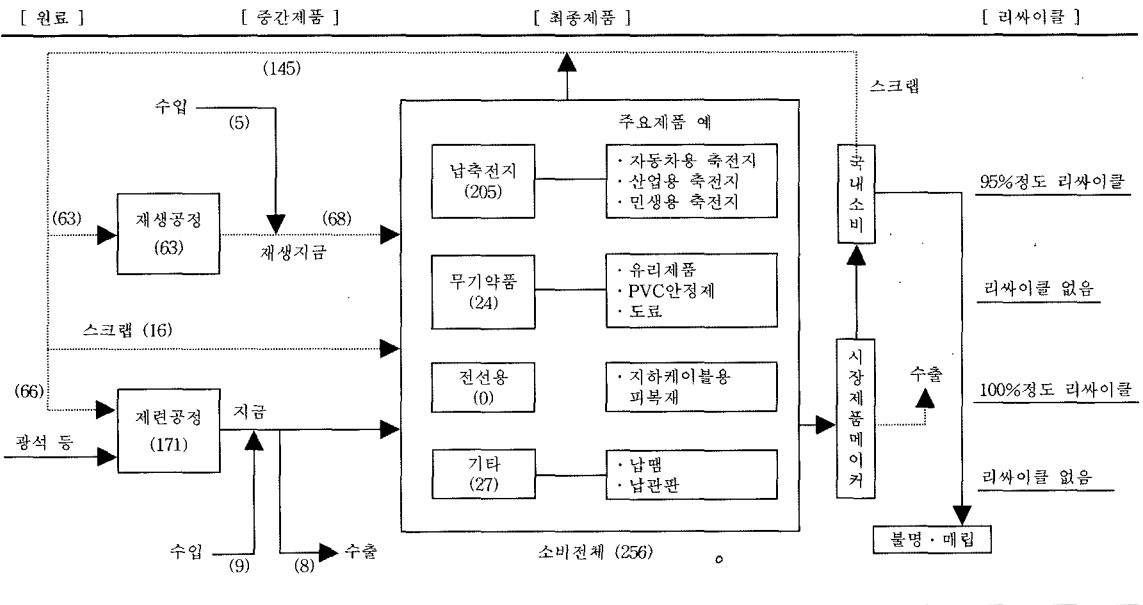 [ 원료 ] [ 중간제품 ] [ 최종제품 ] [ 리싸이클 ]
(145)
스크랩
수입
(5)
주요제품 예
납축전지
(205)
· 자동차용 축전지
· 산업용 축전지
· 민생용 축전지
국내소비
95%정도 리싸이클
(63)
재생공정
(63)
(68)
재생지금
무기약품
(24)
· 유리제품
· PVC안정제
· 도료
리싸이클 없음
스크랩 (16)
전선용
(0)
· 지하케이블용
피복재
시장제품메이커
수출
100%정도 리싸이클
(66)
제련공정
(171)
지금
광석 등
기타
(27)
· 납땜
· 납관판
리싸이클 없음
수입
(9)
(8)
수출
소비전체 (256)
불명 · 매립